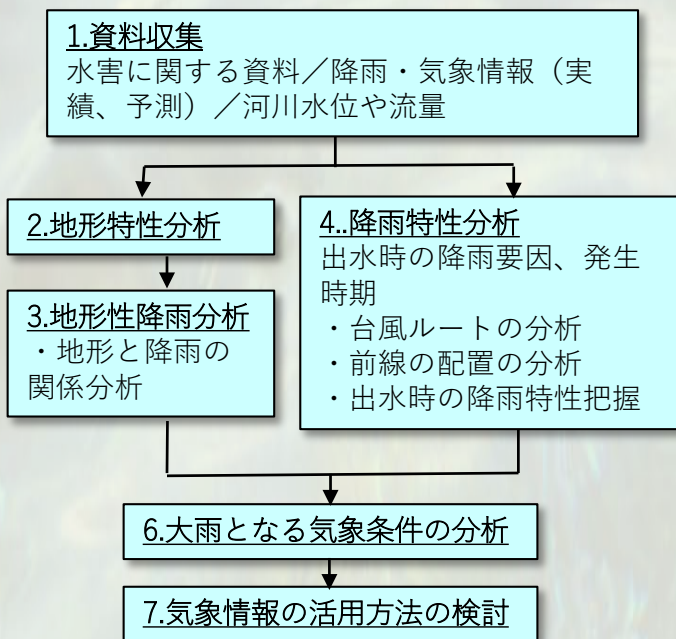 1.資料収集
水害に関する資料／降雨・気象情報（実
績、予測）／河川水位や流量
2.地形特性分析
3.地形性降雨分析
・地形と降雨の
関係分析
4..降雨特性分析
出水時の降雨要因、発生
時期
・台風ルートの分析
・前線の配置の分析
・出水時の降雨特性把握
6.大雨となる気象条件の分析
7.気象情報の活用方法の検討